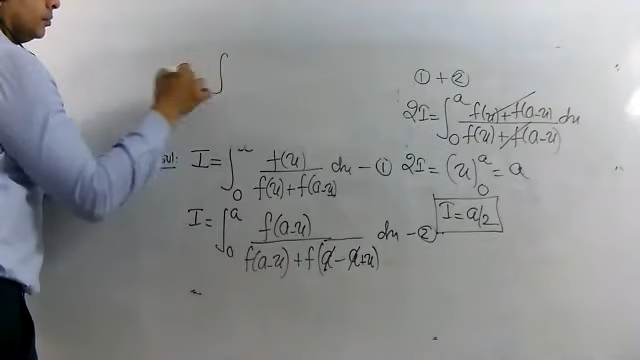 ∫
Sol: I = ∫₀ᵃ f(x)/(f(x)+f(a-x)) dx - ①
I = ∫₀ᵃ f(a-x)/(f(a-x)+f(a-a+x)) dx - ②
① + ②
2I = ∫₀ᵃ (f(x)+f(a-x))/(f(x)+f(a-x)) dx
2I = (x)₀ᵃ = a
I = a/2